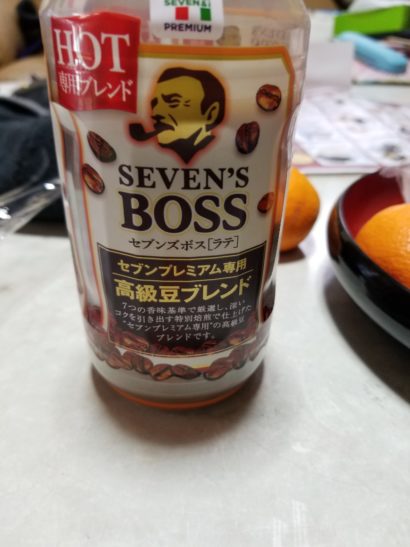 SEVEN&i
PREMIUM
HOT
専用ブレンド
SEVEN'S
BOSS
セブンズボス[ラテ]
セブンプレミアム専用
高級豆ブレンド
7つの香味基準で厳選し、深い
コクを引き出す特別焙煎で仕上げた
"セブンプレミアム専用"の高級豆
ブレンドです。